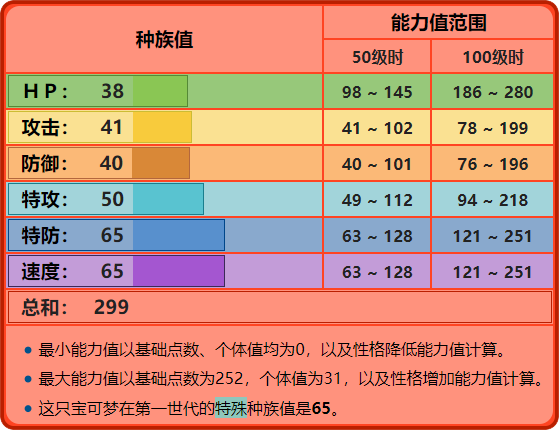 种族值
能力值范围
50级时 100级时
ＨＰ： 38 98 ~ 145 186 ~ 280
攻击： 41 41 ~ 102 78 ~ 199
防御： 40 40 ~ 101 76 ~ 196
特攻： 50 49 ~ 112 94 ~ 218
特防： 65 63 ~ 128 121 ~ 251
速度： 65 63 ~ 128 121 ~ 251
总和： 299
最小能力值以基础点数、个体值均为0，以及性格降低能力值计算。
最大能力值以基础点数为252，个体值为31，以及性格增加能力值计算。
这只宝可梦在第一世代的特殊种族值是65。